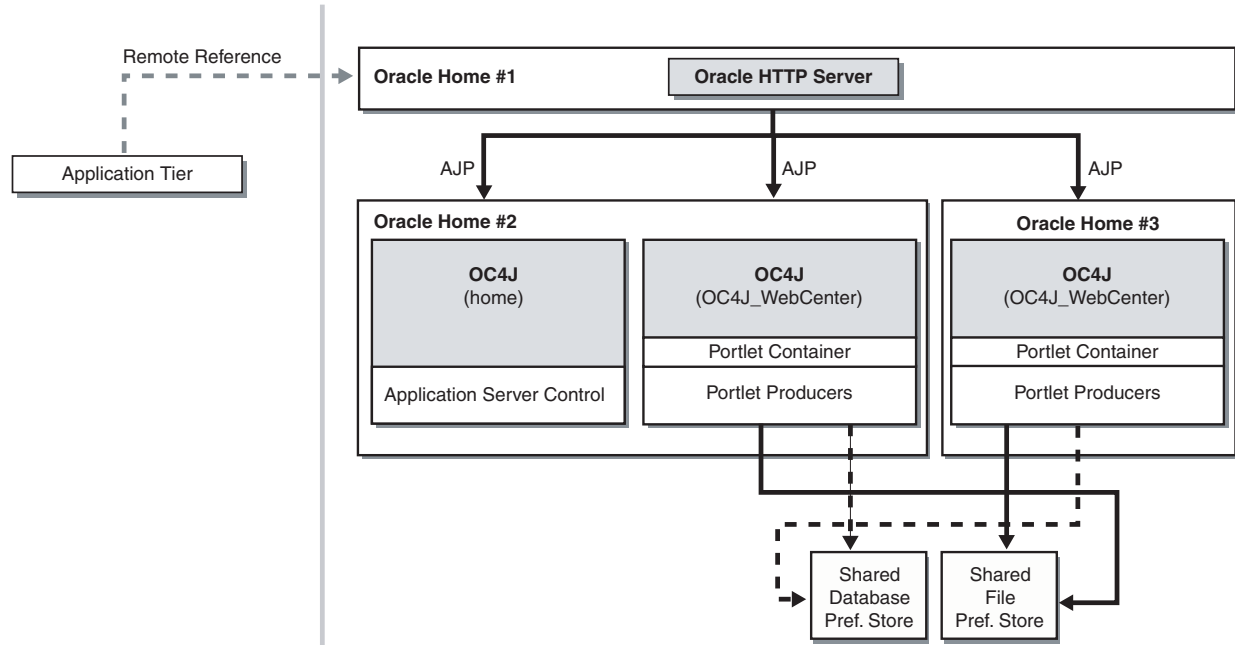 Remote Reference
Oracle Home #1
Oracle HTTP Server
Application Tier
AJP
AJP
AJP
Oracle Home #2
OC4J
(home)
Application Server Control
OC4J
(OC4J_WebCenter)
Portlet Container
Portlet Producers
Oracle Home #3
OC4J
(OC4J_WebCenter)
Portlet Container
Portlet Producers
Shared
Database
Pref. Store
Shared
File
Pref. Store